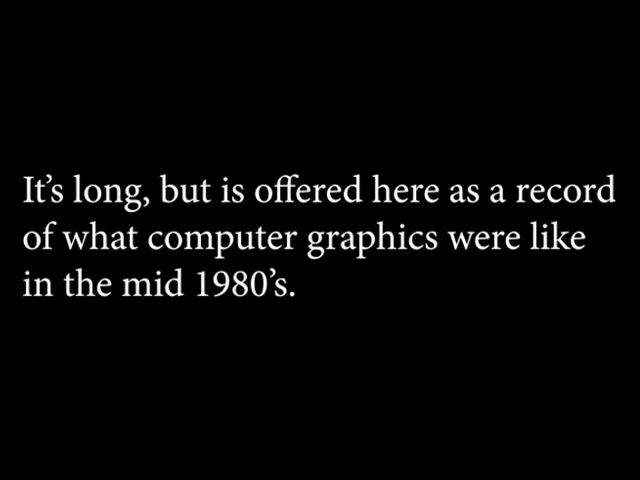 It’s long, but is offered here as a record
of what computer graphics were like
in the mid 1980’s.